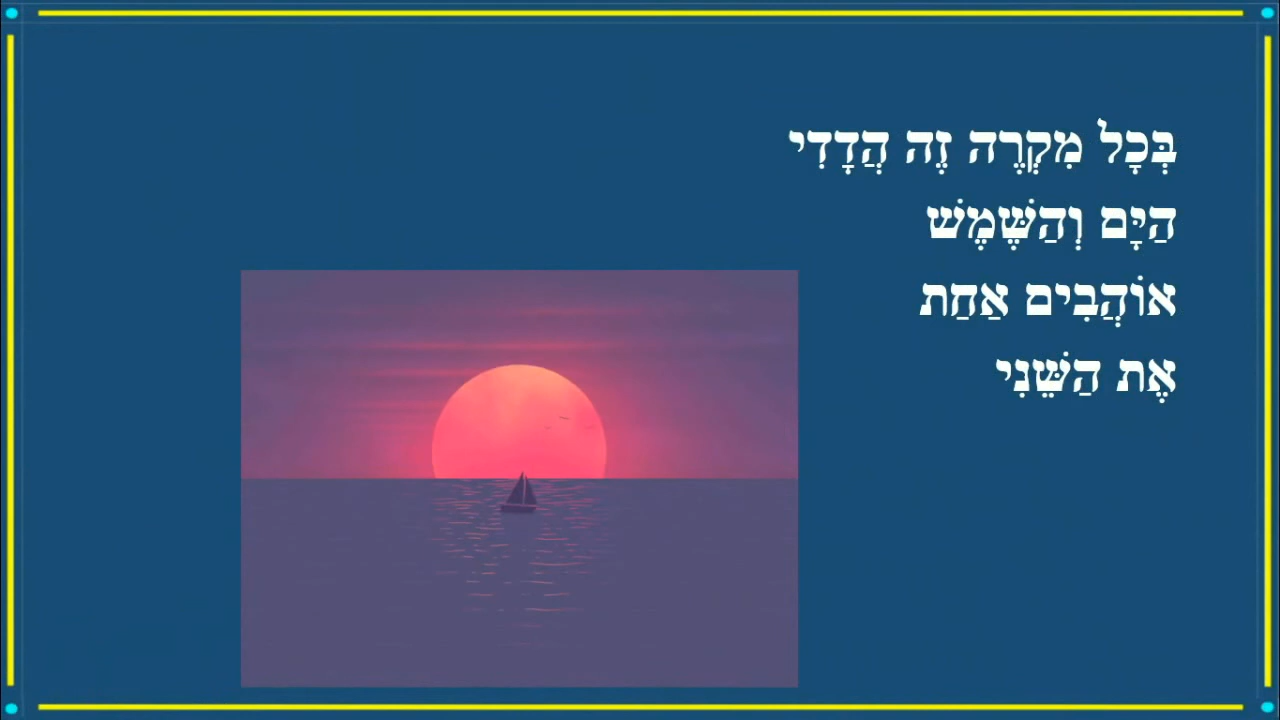 בְּכָל מִקְרֶה זֶה הֲדָדִי
הַיָּם וְהַשֶּׁמֶשׁ
אוֹהֲבִים אַחַת
אֶת הַשֵּׁנִי